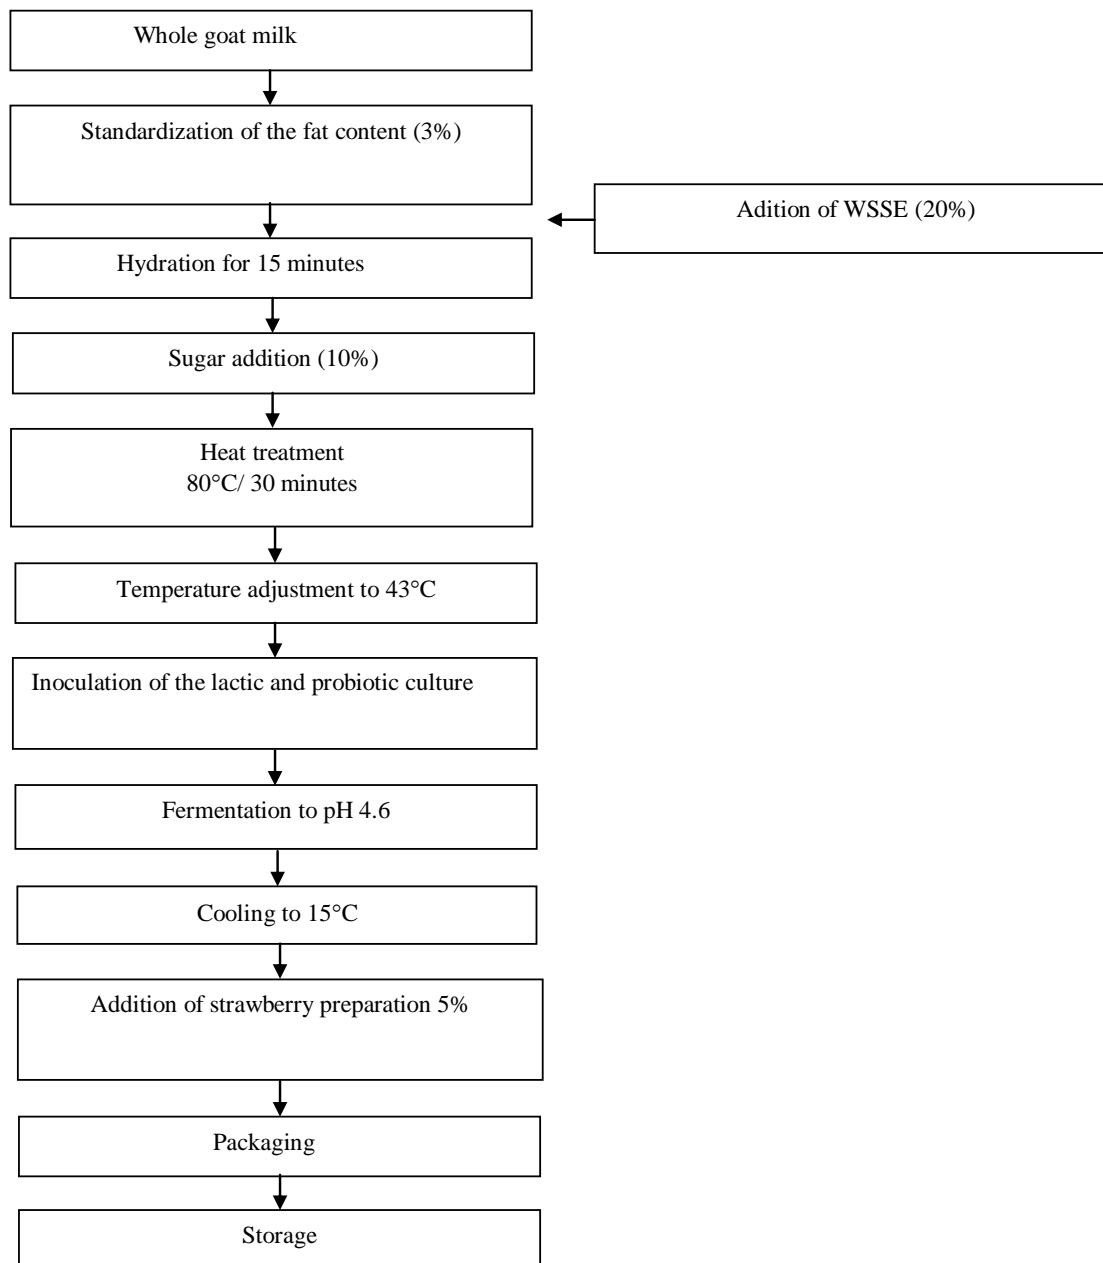 Whole goat milk
Standardization of the fat content (3%)
Adition of WSSE (20%)
Hydration for 15 minutes
Sugar addition (10%)
Heat treatment
80°C/ 30 minutes
Temperature adjustment to 43°C
Inoculation of the lactic and probiotic culture
Fermentation to pH 4.6
Cooling to 15°C
Addition of strawberry preparation 5%
Packaging
Storage